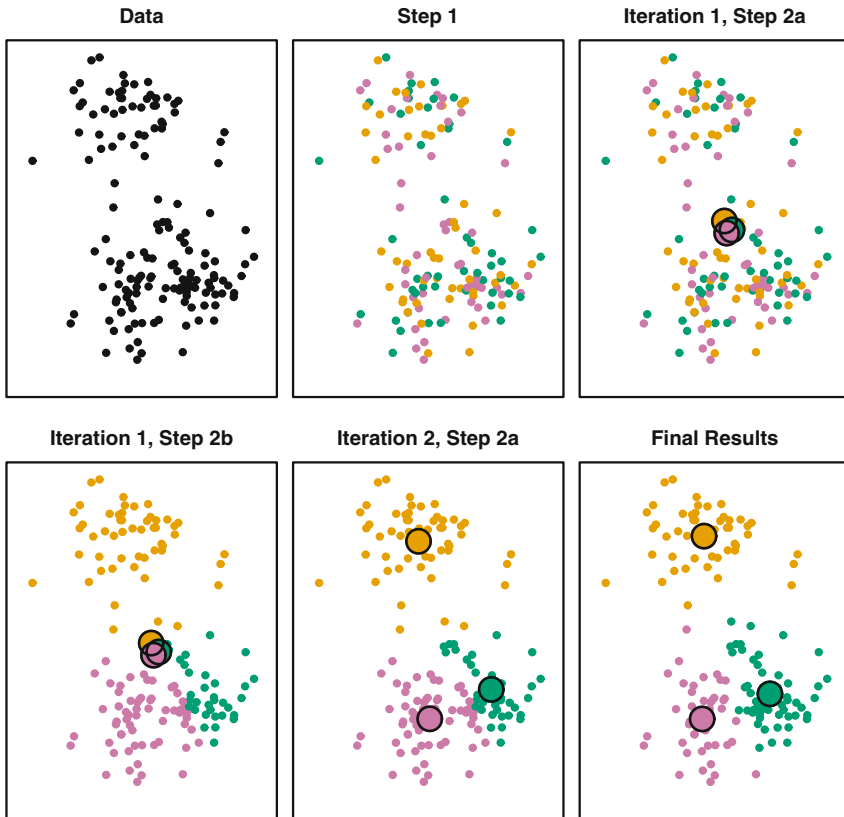 Data
Step 1
Iteration 1, Step 2a
Iteration 1, Step 2b
Iteration 2, Step 2a
Final Results